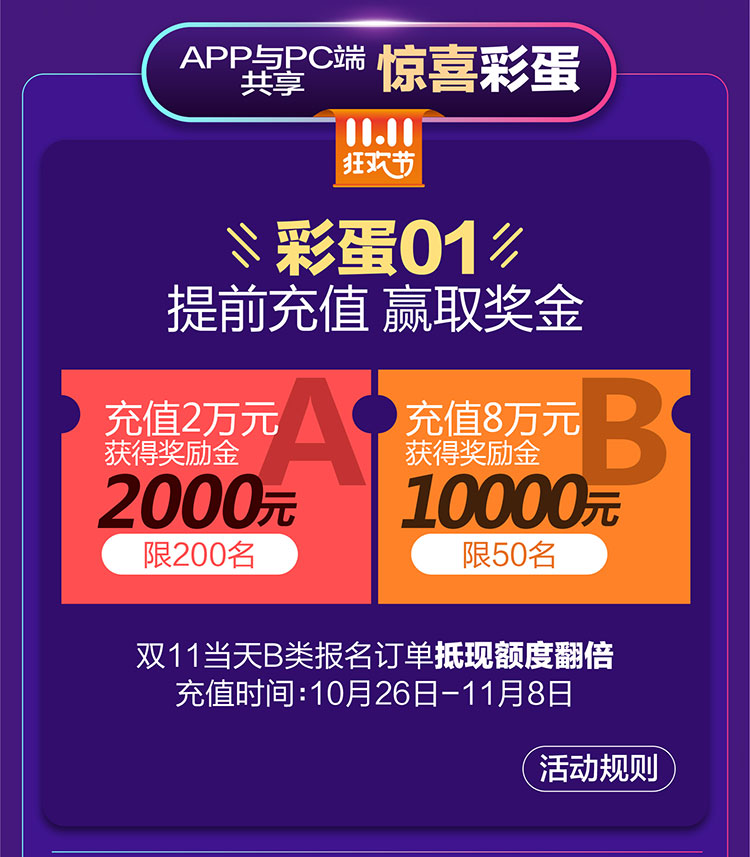 APP与PC端
共享
惊喜彩蛋
11.11
狂欢节
彩蛋01
提前充值 赢取奖金
A
充值2万元
获得奖励金
2000元
限200名
B
充值8万元
获得奖励金
10000元
限50名
双11当天B类报名订单抵现额度翻倍
充值时间:10月26日-11月8日
活动规则